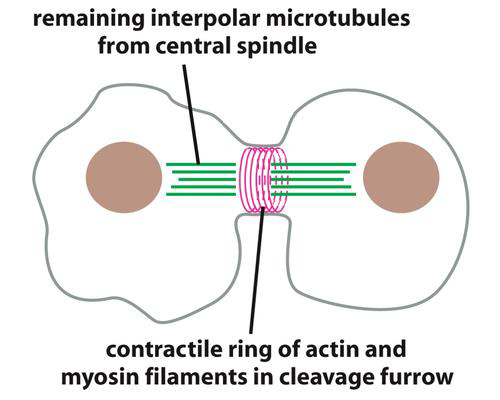 remaining interpolar microtubules
from central spindle
contractile ring of actin and
myosin filaments in cleavage furrow